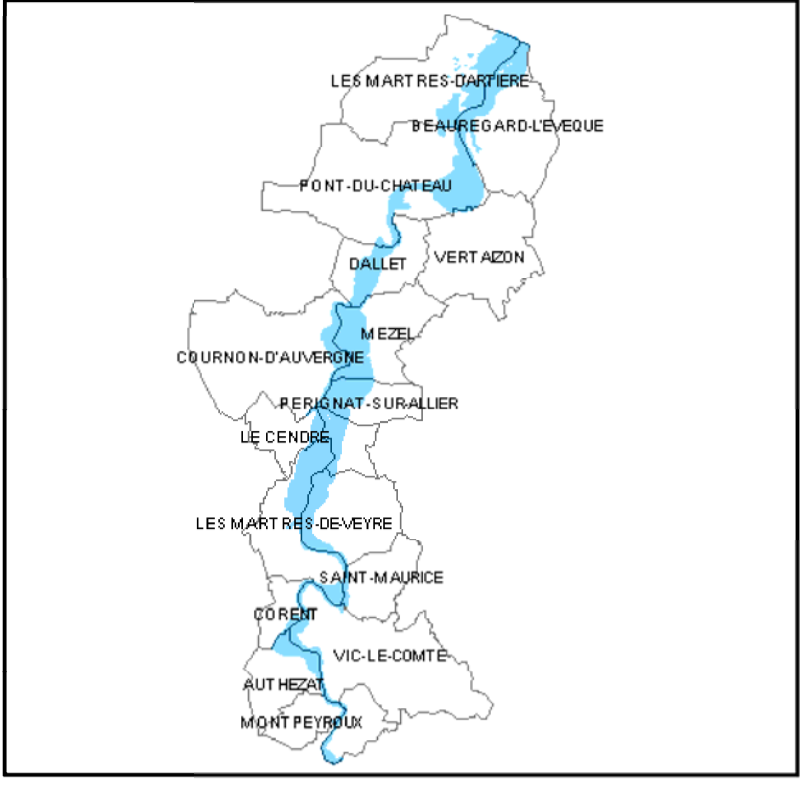 LES MARTRES-D'ARTIERE
BEAUREGARD-L'EVEQUE
PONT-DU-CHATEAU
VERTAIZON
DALLET
MEZEL
COURNON-D'AUVERGNE
PERIGNAT-SUR-ALLIER
LE CENDRE
LES MARTRES-DE-VEYRE
SAINT-MAURICE
CORENT
VIC-LE-COMTE
AUTHEZAT
MONTPEYROUX